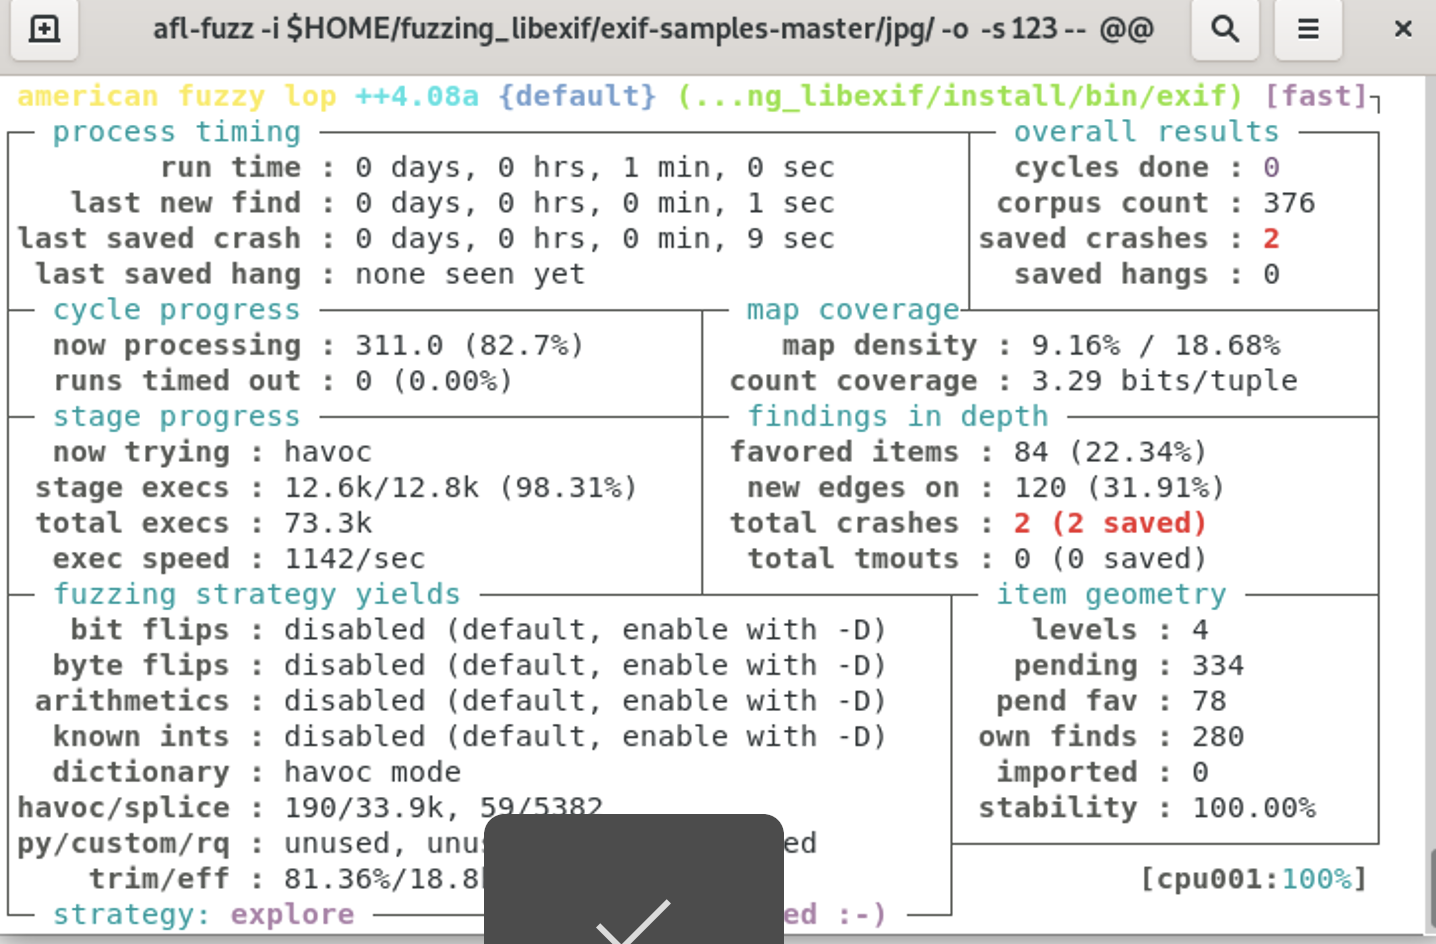 afl-fuzz -i $HOME/fuzzing_libexif/exif-samples-master/jpg/ -o -s 123 -- @@
american fuzzy lop ++4.08a {default} (...ng_libexif/install/bin/exif) [fast]
process timing overall results
run time : 0 days, 0 hrs, 1 min, 0 sec cycles done : 0
last new find : 0 days, 0 hrs, 0 min, 1 sec corpus count : 376
last saved crash : 0 days, 0 hrs, 0 min, 9 sec saved crashes : 2
last saved hang : none seen yet saved hangs : 0
cycle progress map coverage
now processing : 311.0 (82.7%) map density : 9.16% / 18.68%
runs timed out : 0 (0.00%) count coverage : 3.29 bits/tuple
stage progress findings in depth
now trying : havoc favored items : 84 (22.34%)
stage execs : 12.6k/12.8k (98.31%) new edges on : 120 (31.91%)
total execs : 73.3k total crashes : 2 (2 saved)
exec speed : 1142/sec total tmouts : 0 (0 saved)
fuzzing strategy yields item geometry
bit flips : disabled (default, enable with -D) levels : 4
byte flips : disabled (default, enable with -D) pending : 334
arithmetics : disabled (default, enable with -D) pend fav : 78
known ints : disabled (default, enable with -D) own finds : 280
dictionary : havoc mode imported : 0
havoc/splice : 190/33.9k, 59/5382 stability : 100.00%
py/custom/rq : unused,
trim/eff : 81.36%/18.8 [cpu001:100%]
strategy: explore :-)